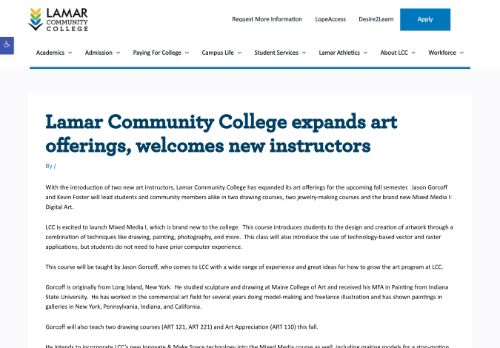 LAMAR
COMMUNITY
COLLEGE
Request More Information LopeAccess Desire2Learn Apply
Academics Admission Paying For College Campus Life Student Services Lamar Athletics About LCC Workforce
Lamar Community College expands art
offerings, welcomes new instructors
By /
With the introduction of two new art instructors, Lamar Community College has expanded its art offerings for the upcoming fall semester. Jason Gorcoff
and Kevin Foster will lead students and community members alike in two drawing courses, two jewelry-making courses and the brand new Mixed Media I:
Digital Art.
LCC is excited to launch Mixed Media I, which is brand new to the college. This course introduces students to the design and creation of artwork through a
combination of techniques like drawing, painting, photography, and more. This class will also introduce the use of technology-based vector and raster
applications, but students do not need to have prior computer experience.
This course will be taught by Jason Gorcoff, who comes to LCC with a wide range of experience and great ideas for how to grow the art program at LCC.
Gorcoff is originally from Long Island, New York. He studied sculpture and drawing at Maine College of Art and received his MFA in Painting from Indiana
State University. He has worked in the commercial art field for several years doing model-making and freelance illustration and has shown paintings in
galleries in New York, Pennsylvania, Indiana, and California.
Gorcoff will also teach two drawing courses (ART 121, ART 221) and Art Appreciation (ART 110) this fall.
He intends to incorporate LCC's new Innovate & Make Space technology into the Mixed Media course as well, including making models for a stop-motion